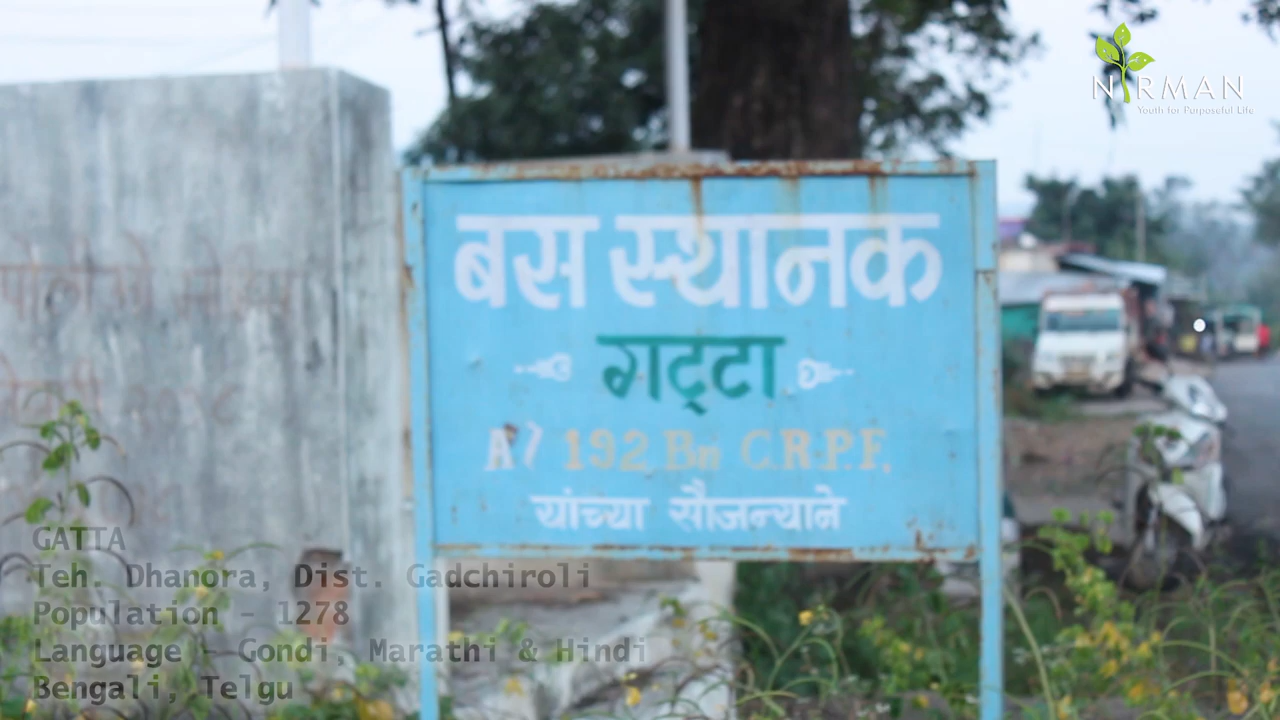 NIRMAN
Youth for Purposeful Life
बस स्थानक
गट्टा
A/ 192 Bn C.R.P.F.
यांच्या सौजन्याने
GATTA
Teh. Dhanora, Dist. Gadchiroli
Population - 1278
Language - Gondi, Marathi & Hindi
Bengali, Telgu